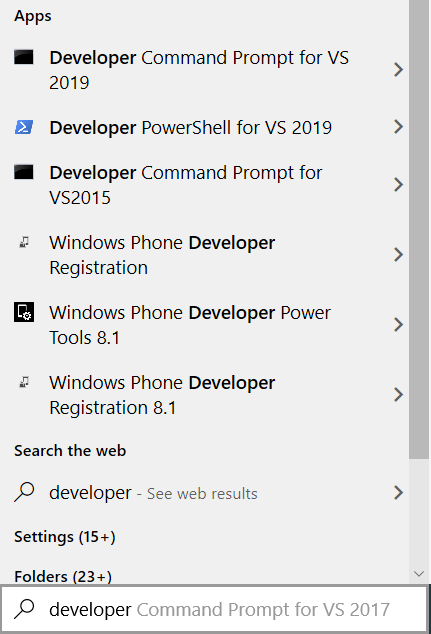 Apps
Developer Command Prompt for VS
2019
Developer PowerShell for VS 2019
Developer Command Prompt for
VS2015
Windows Phone Developer
Registration
Windows Phone Developer Power
Tools 8.1
Windows Phone Developer
Registration 8.1
Search the web
developer - See web results
Settings (15+)
Folders (23+)
developer Command Prompt for VS 2017